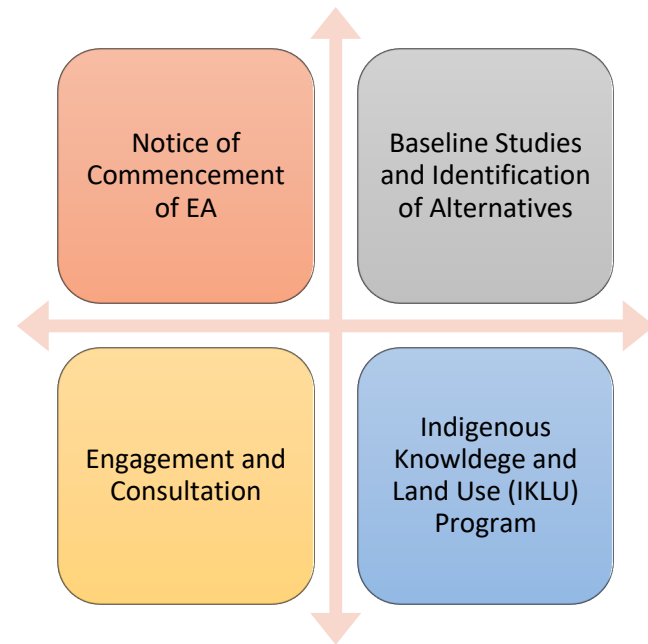 Notice of
Commencement
of EA
Baseline Studies
and Identification
of Alternatives
Engagement and
Consultation
Indigenous
Knowldege and
Land Use (IKLU)
Program